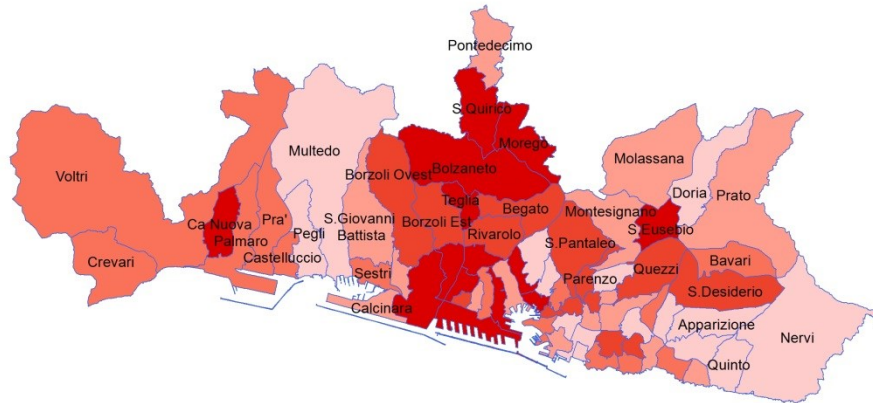 Pontedecimo
S.Quirico
Morego
Multedo
Molassana
Bolzaneto
Voltri
Borzoli Ovest
Doria
Prato
Teglia
Begato
Ca Nuova
Pra'
S.Giovanni
Battista
Montesignano
Borzoli Est
Rivarolo
S.Eusebio
Palmaro
Pegli
S.Pantaleo
Castelluccio
Crevari
Sestri
Parenzo
Quezzi
Bavari
S.Desiderio
Calcinara
Apparizione
Nervi
Quinto